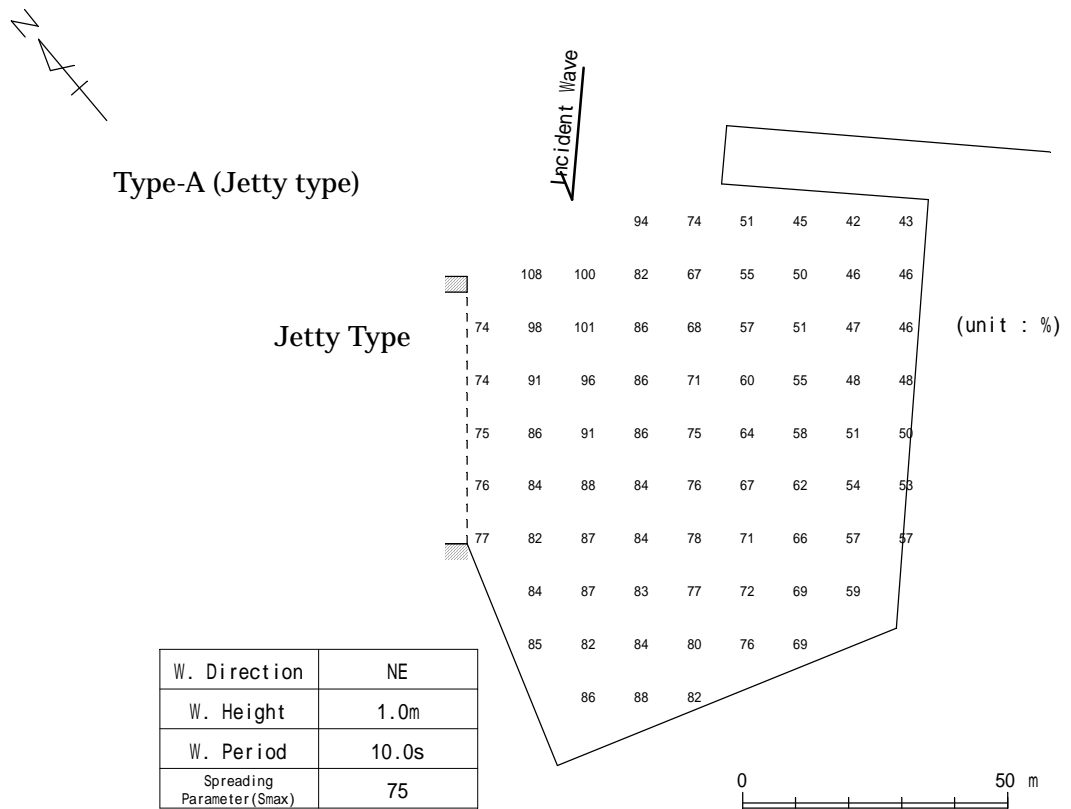 N
Incident Wave
Type-A (Jetty type)
94 74 51 45 42 43
108 100 82 67 55 50 46 46
Jetty Type
74 98 101 86 68 57 51 47 46
(unit : %)
74 91 96 86 71 60 55 48 48
75 86 91 86 75 64 58 51 50
76 84 88 84 76 67 62 54 53
77 82 87 84 78 71 66 57 57
84 87 83 77 72 69 59
85 82 84 80 76 69
86 88 82
W. Direction NE
W. Height 1.0m
W. Period 10.0s
Spreading
Parameter(Smax) 75
0 50 m